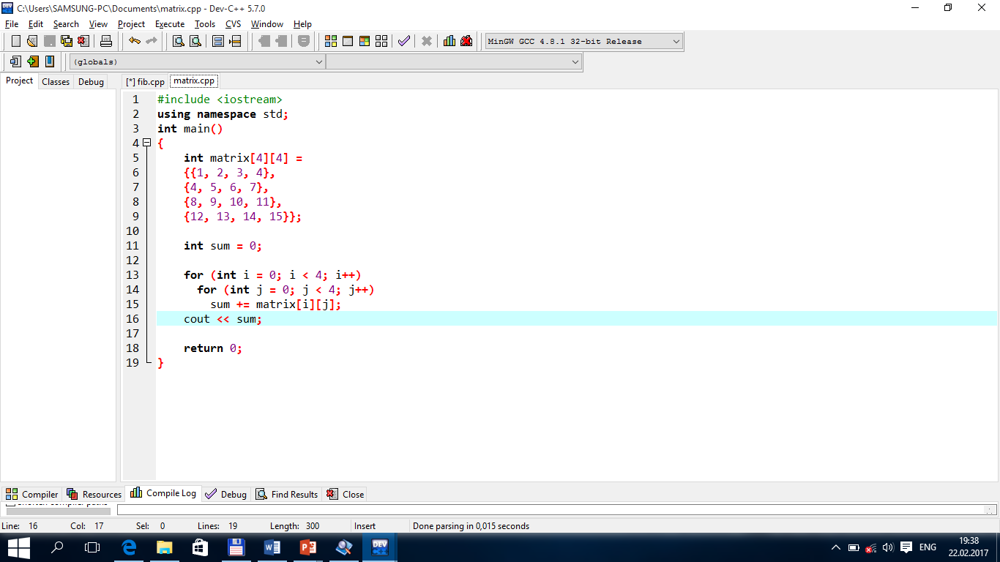 C:\Users\SAMSUNG-PC\Documents\matrix.cpp - Dev-C++ 5.7.0
File Edit Search View Project Execute Tools CVS Window Help
MinGW GCC 4.8.1 32-bit Release
(globals)
Project Classes Debug [*] fib.cpp matrix.cpp
1 #include <iostream>
2 using namespace std;
3 int main()
4 {
5 int matrix[4][4] =
6 {{1, 2, 3, 4},
7 {4, 5, 6, 7},
8 {8, 9, 10, 11},
9 {12, 13, 14, 15}};
10
11 int sum = 0;
12
13 for (int i = 0; i < 4; i++)
14 for (int j = 0; j < 4; j++)
15 sum += matrix[i][j];
16 cout << sum;
17
18 return 0;
19 }
Compiler Resources Compile Log Debug Find Results Close
Shorten compiler paths
Line: 16 Col: 17 Sel: 0 Lines: 19 Length: 300 Insert Done parsing in 0,015 seconds
DEV ENG 19:38
22.02.2017